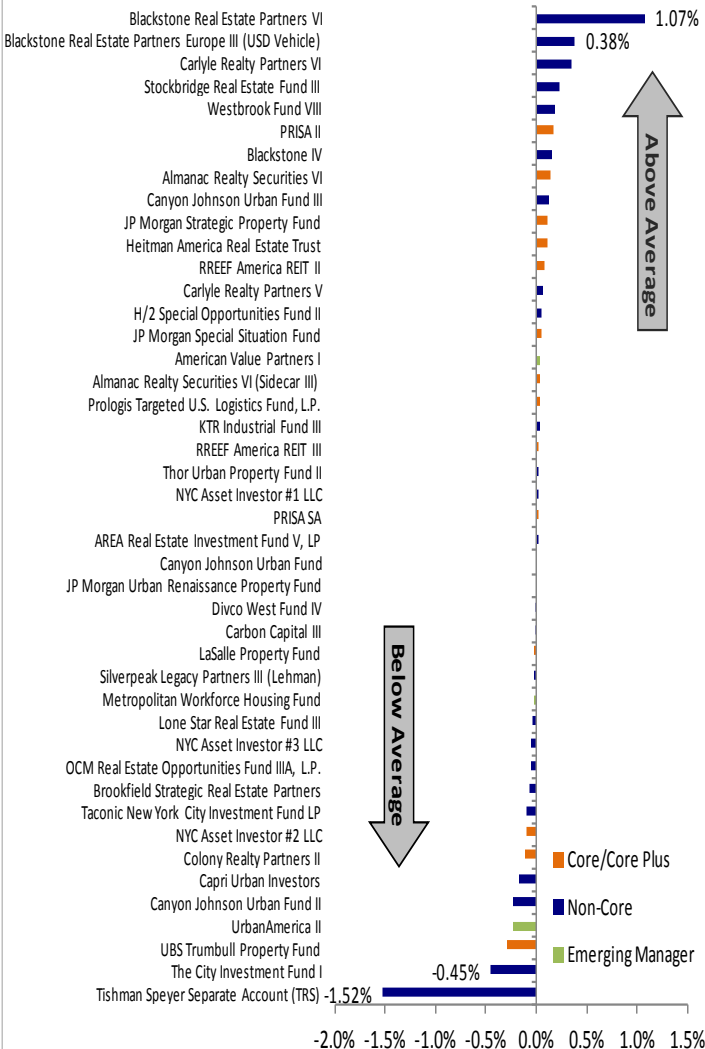 Blackstone Real Estate Partners VI 1.07%
Blackstone Real Estate Partners Europe III (USD Vehicle) 0.38%
Carlyle Realty Partners VI
Stockbridge Real Estate Fund III
Westbrook Fund VIII
PRISA II
Blackstone IV
Almanac Realty Securities VI
Canyon Johnson Urban Fund III
JP Morgan Strategic Property Fund
Heitman America Real Estate Trust
RREEF America REIT II
Carlyle Realty Partners V
H/2 Special Opportunities Fund II
JP Morgan Special Situation Fund
American Value Partners I
Almanac Realty Securities VI (Sidecar III)
Prologis Targeted U.S. Logistics Fund, L.P.
KTR Industrial Fund III
RREEF America REIT III
Thor Urban Property Fund II
NYC Asset Investor #1 LLC
PRISA SA
AREA Real Estate Investment Fund V, LP
Canyon Johnson Urban Fund
JP Morgan Urban Renaissance Property Fund
Divco West Fund IV
Carbon Capital III
LaSalle Property Fund
Silverpeak Legacy Partners III (Lehman)
Metropolitan Workforce Housing Fund
Lone Star Real Estate Fund III
NYC Asset Investor #3 LLC
OCM Real Estate Opportunities Fund IIIA, L.P.
Brookfield Strategic Real Estate Partners
Taconic New York City Investment Fund LP
NYC Asset Investor #2 LLC
Colony Realty Partners II
Capri Urban Investors
Canyon Johnson Urban Fund II
UrbanAmerica II
UBS Trumbull Property Fund
The City Investment Fund I -0.45%
Tishman Speyer Separate Account (TRS) -1.52%
Above Average
Below Average
Core/Core Plus
Non-Core
Emerging Manager
-2.0% -1.5% -1.0% -0.5% 0.0% 0.5% 1.0% 1.5%